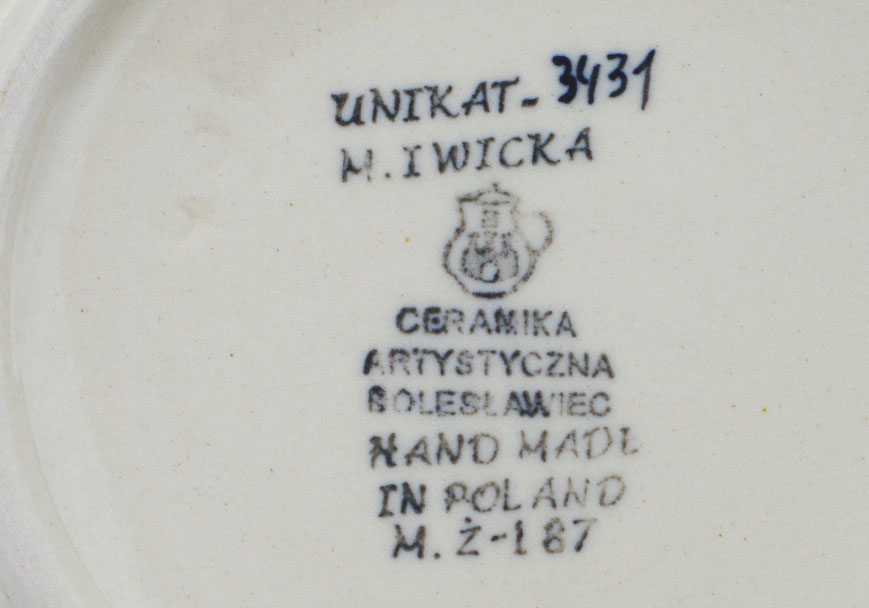 UNIKAT-3431
M. IWICKA
CERAMIKA
ARTYSTYCZNA
BOLESŁAWIEC
HAND MADE
IN POLAND
M. Ż-187